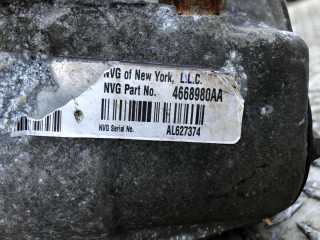 NVG of New York, L.L.C.
NVG Part No. 4668980AA
NVG Serial No. AL627374